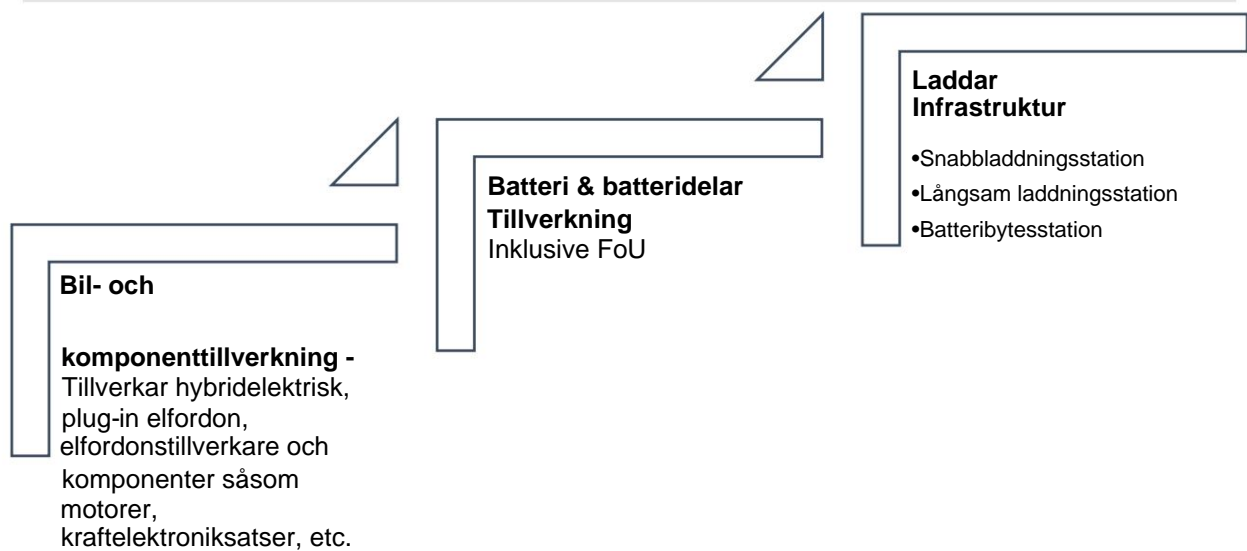 Bil- och
komponenttillverkning -
Tillverkar hybridelektrisk,
plug-in elfordon,
elfordonstillverkare och
komponenter såsom
motorer,
kraftelektroniksatser, etc.
Batteri & batteridelar
Tillverkning
Inklusive FoU
Laddar
Infrastruktur
•Snabbladdningsstation
•Långsam laddningsstation
•Batteribytesstation